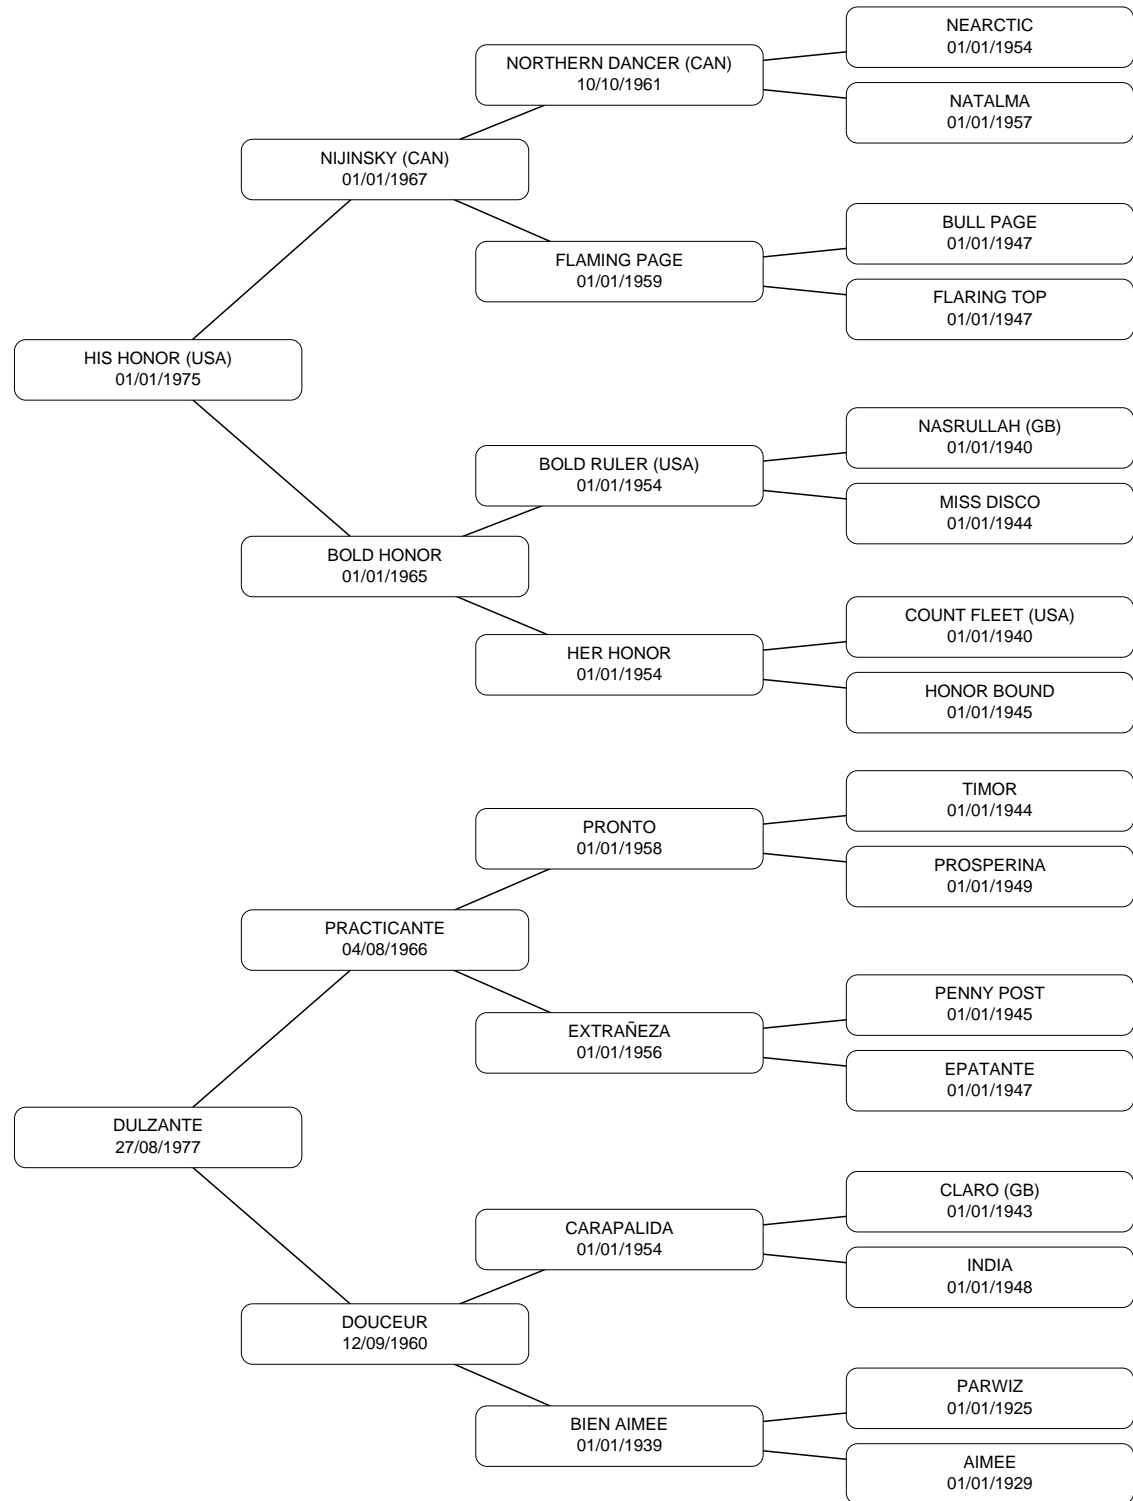 NEARCTIC
01/01/1954
NORTHERN DANCER (CAN)
10/10/1961
NATALMA
01/01/1957
NIJINSKY (CAN)
01/01/1967
BULL PAGE
01/01/1947
FLAMING PAGE
01/01/1959
FLARING TOP
01/01/1947
HIS HONOR (USA)
01/01/1975
NASRULLAH (GB)
01/01/1940
BOLD RULER (USA)
01/01/1954
MISS DISCO
01/01/1944
BOLD HONOR
01/01/1965
COUNT FLEET (USA)
01/01/1940
HER HONOR
01/01/1954
HONOR BOUND
01/01/1945
TIMOR
01/01/1944
PRONTO
01/01/1958
PROSPERINA
01/01/1949
PRACTICANTE
04/08/1966
PENNY POST
01/01/1945
EXTRAÑEZA
01/01/1956
EPATANTE
01/01/1947
DULZANTE
27/08/1977
CLARO (GB)
01/01/1943
CARAPALIDA
01/01/1954
INDIA
01/01/1948
DOUCEUR
12/09/1960
PARWIZ
01/01/1925
BIEN AIMEE
01/01/1939
AIMEE
01/01/1929